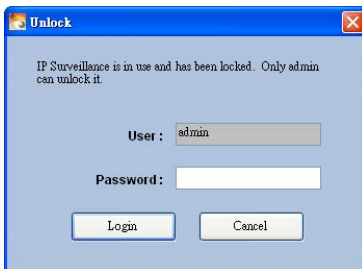 Unlock
IP Surveillance is in use and has been locked. Only admin
can unlock it.
User : admin
Password :
Login Cancel